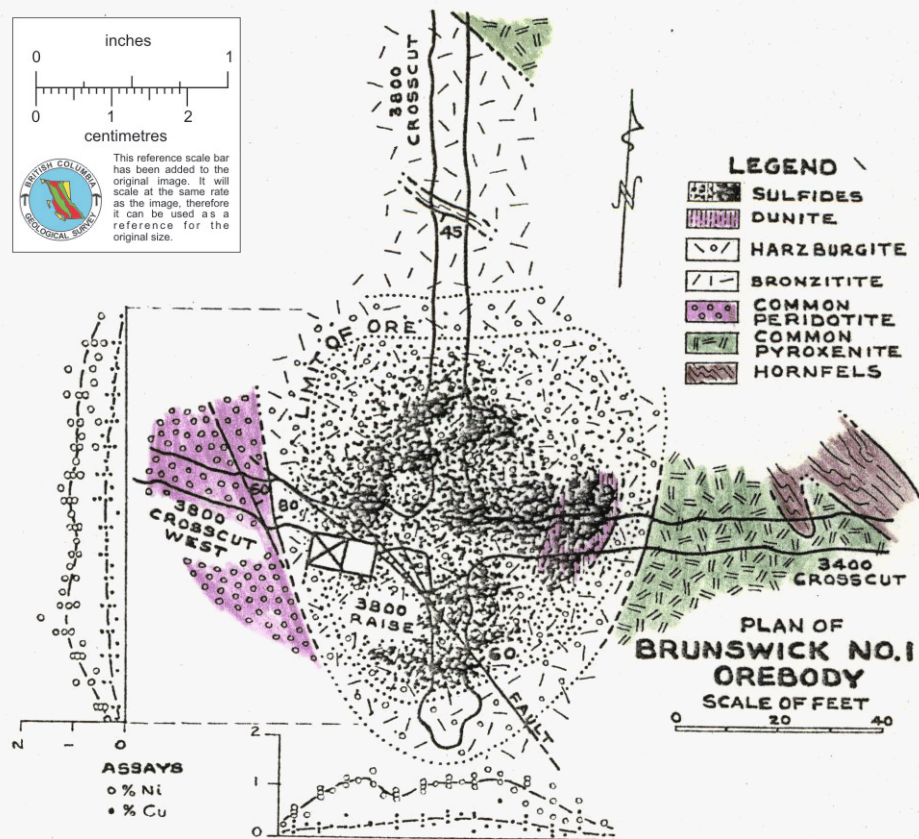 inches
0 1
0 1 2
centimetres
BRITISH COLUMBIA
GEOLOGICAL SURVEY
This reference scale bar
has been added to the
original image. It will
scale at the same rate
as the image, therefore
it can be used as a
reference for the
original size.
3800
CROSSCUT
45
LEGEND
SULFIDES
DUNITE
HARZBURGITE
BRONZITITE
COMMON
PERIDOTITE
COMMON
PYROXENITE
HORNFELS
LIMIT OF ORE
60
80
3800
CROSSCUT
WEST
3800
RAISE
60
FAULT
3400
CROSSCUT
PLAN OF
BRUNSWICK NO.1
OREBODY
SCALE OF FEET
0 20 40
2 1 0
ASSAYS
% Ni
% Cu
2
1
0